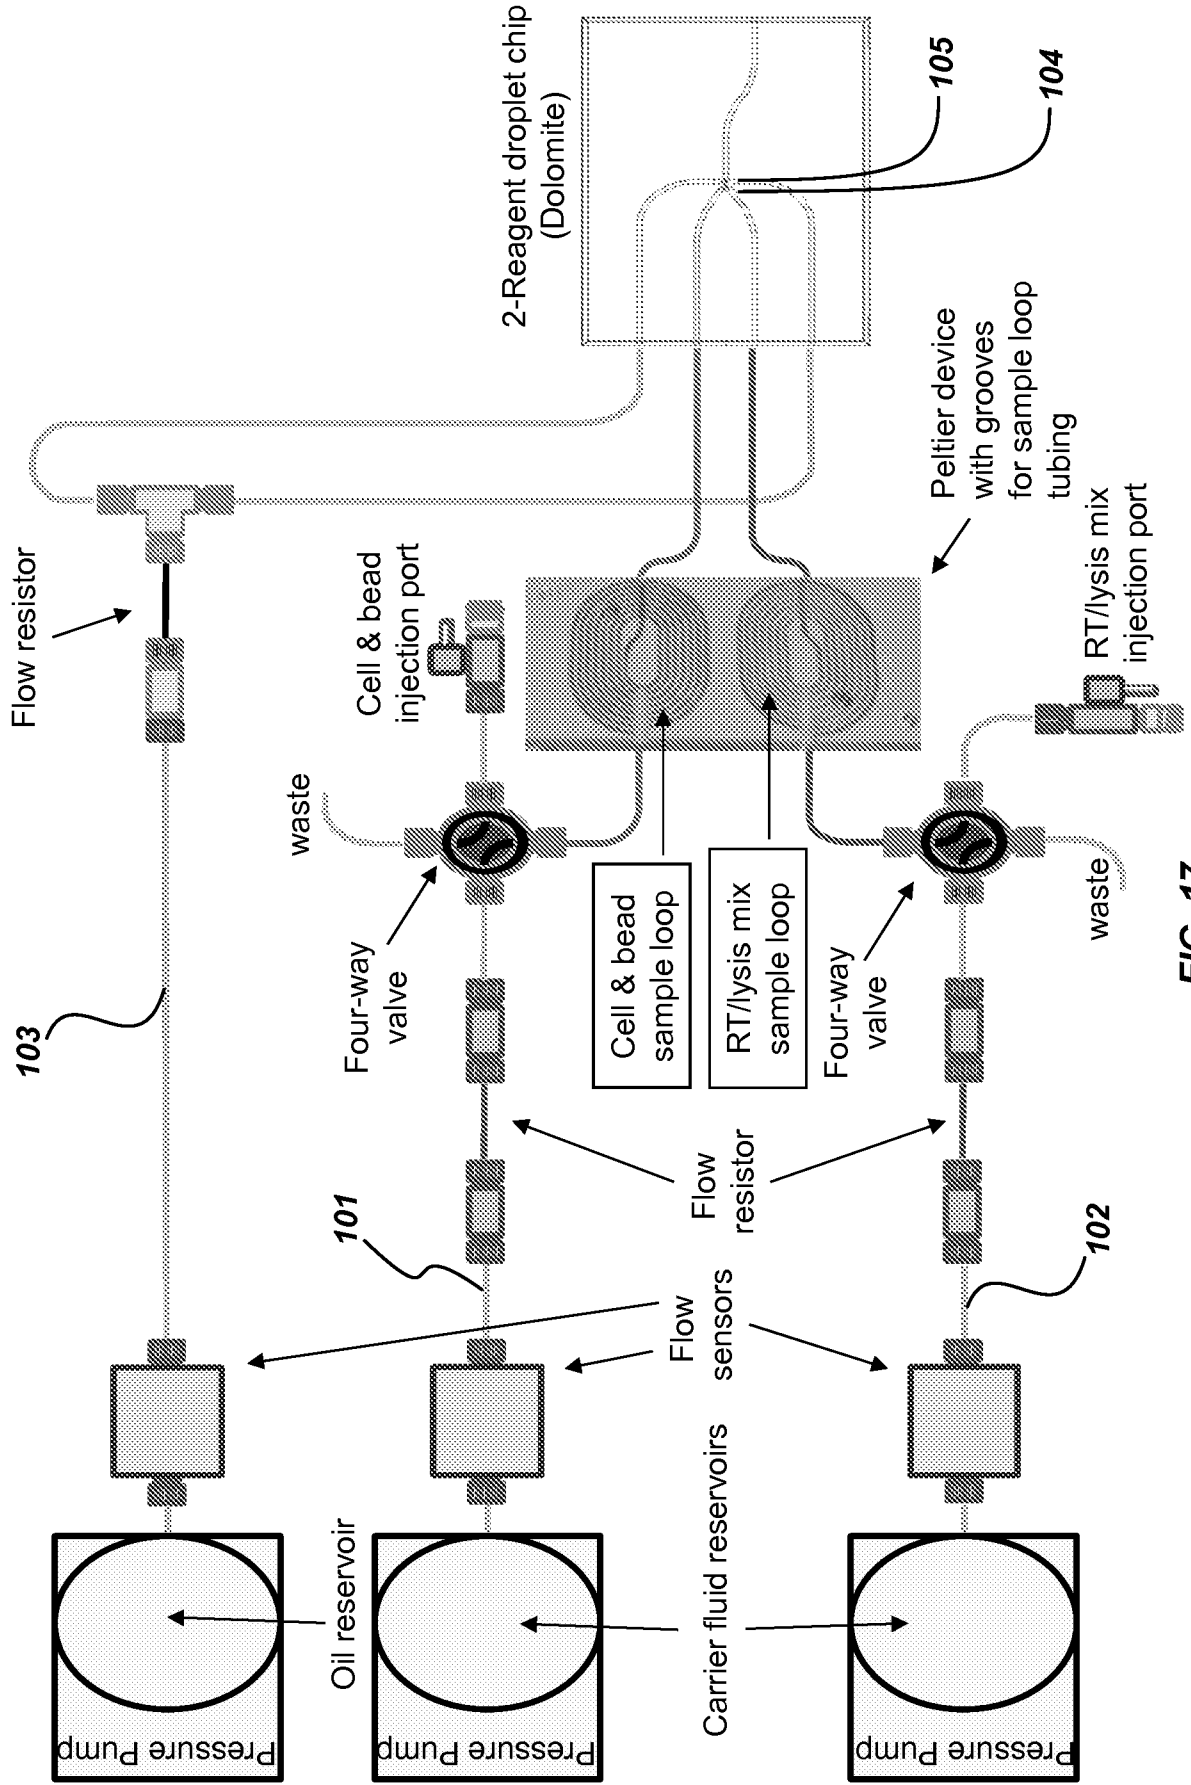 Flow resistor
103
2-Reagent droplet chip
(Dolomite)
105
104
Cell & bead
injection port
waste
Four-way
valve
Cell & bead
sample loop
RT/lysis mix
sample loop
Four-way
valve
waste
Peltier device
with grooves
for sample loop
tubing
RT/lysis mix
injection port
101
Flow
resistor
102
Flow
sensors
Oil reservoir
Carrier fluid reservoirs
Pressure Pump
Pressure Pump
Pressure Pump
FIG. 17